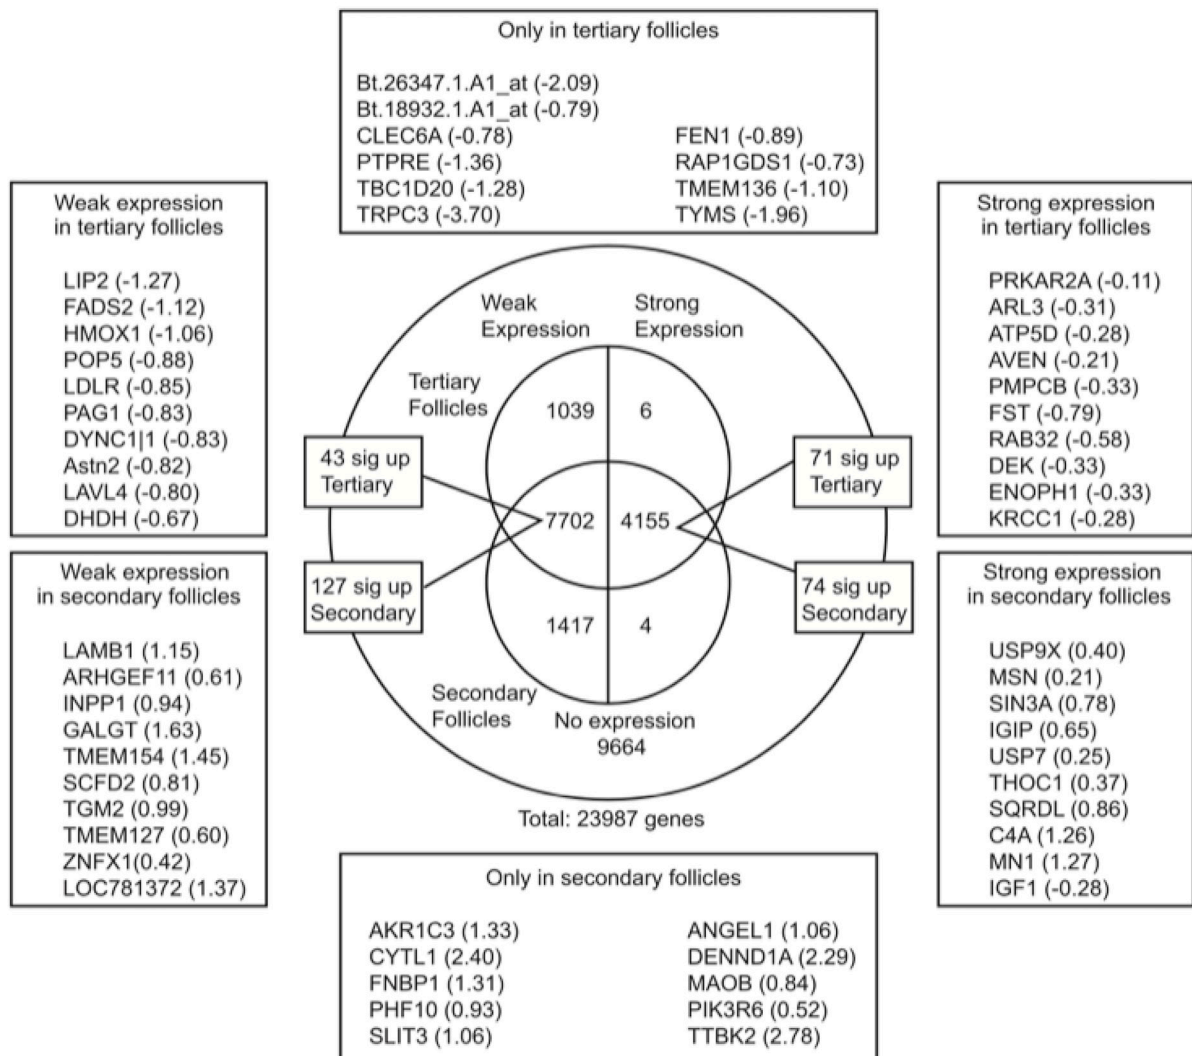 Only in tertiary follicles
Bt.26347.1.A1_at (-2.09)
Bt.18932.1.A1_at (-0.79)
CLEC6A (-0.78)
PTPRE (-1.36)
TBC1D20 (-1.28)
TRPC3 (-3.70)
FEN1 (-0.89)
RAP1GDS1 (-0.73)
TMEM136 (-1.10)
TYMS (-1.96)
Weak expression
in tertiary follicles
LIP2 (-1.27)
FADS2 (-1.12)
HMOX1 (-1.06)
POP5 (-0.88)
LDLR (-0.85)
PAG1 (-0.83)
DYNC1|1 (-0.83)
Astn2 (-0.82)
LAVL4 (-0.80)
DHDH (-0.67)
Strong expression
in tertiary follicles
PRKAR2A (-0.11)
ARL3 (-0.31)
ATP5D (-0.28)
AVEN (-0.21)
PMPCB (-0.33)
FST (-0.79)
RAB32 (-0.58)
DEK (-0.33)
ENOPH1 (-0.33)
KRCC1 (-0.28)
Weak
Expression
Strong
Expression
Tertiary
Follicles
1039
6
43 sig up
Tertiary
71 sig up
Tertiary
7702
4155
127 sig up
Secondary
74 sig up
Secondary
1417
4
Secondary
Follicles
No expression
9664
Total: 23987 genes
Weak expression
in secondary follicles
LAMB1 (1.15)
ARHGEF11 (0.61)
INPP1 (0.94)
GALGT (1.63)
TMEM154 (1.45)
SCFD2 (0.81)
TGM2 (0.99)
TMEM127 (0.60)
ZNFX1(0.42)
LOC781372 (1.37)
Strong expression
in secondary follicles
USP9X (0.40)
MSN (0.21)
SIN3A (0.78)
IGIP (0.65)
USP7 (0.25)
THOC1 (0.37)
SQRDL (0.86)
C4A (1.26)
MN1 (1.27)
IGF1 (-0.28)
Only in secondary follicles
AKR1C3 (1.33)
CYTL1 (2.40)
FNBP1 (1.31)
PHF10 (0.93)
SLIT3 (1.06)
ANGEL1 (1.06)
DENND1A (2.29)
MAOB (0.84)
PIK3R6 (0.52)
TTBK2 (2.78)